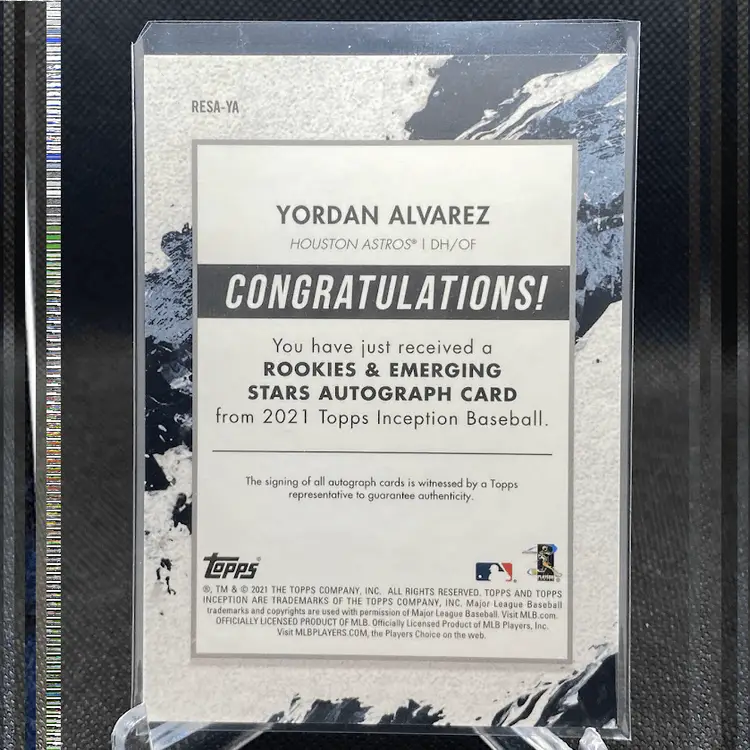 RESA-YA
YORDAN ALVAREZ
HOUSTON ASTROS® | DH/OF
CONGRATULATIONS!
You have just received a
ROOKIES & EMERGING
STARS AUTOGRAPH CARD
from 2021 Topps Inception Baseball.
The signing of all autograph cards is witnessed by a Topps
representative to guarantee authenticity.
Topps®
®, TM & © 2021 THE TOPPS COMPANY, INC. ALL RIGHTS RESERVED. TOPPS AND TOPPS
INCEPTION ARE TRADEMARKS OF THE TOPPS COMPANY, INC. Major League Baseball
trademarks and copyrights are used with permission of Major League Baseball. Visit MLB.com.
OFFICIALLY LICENSED PRODUCT OF MLB. Officially Licensed Product of MLB Players, Inc.
Visit MLBPLAYERS.COM, the Players Choice on the web.